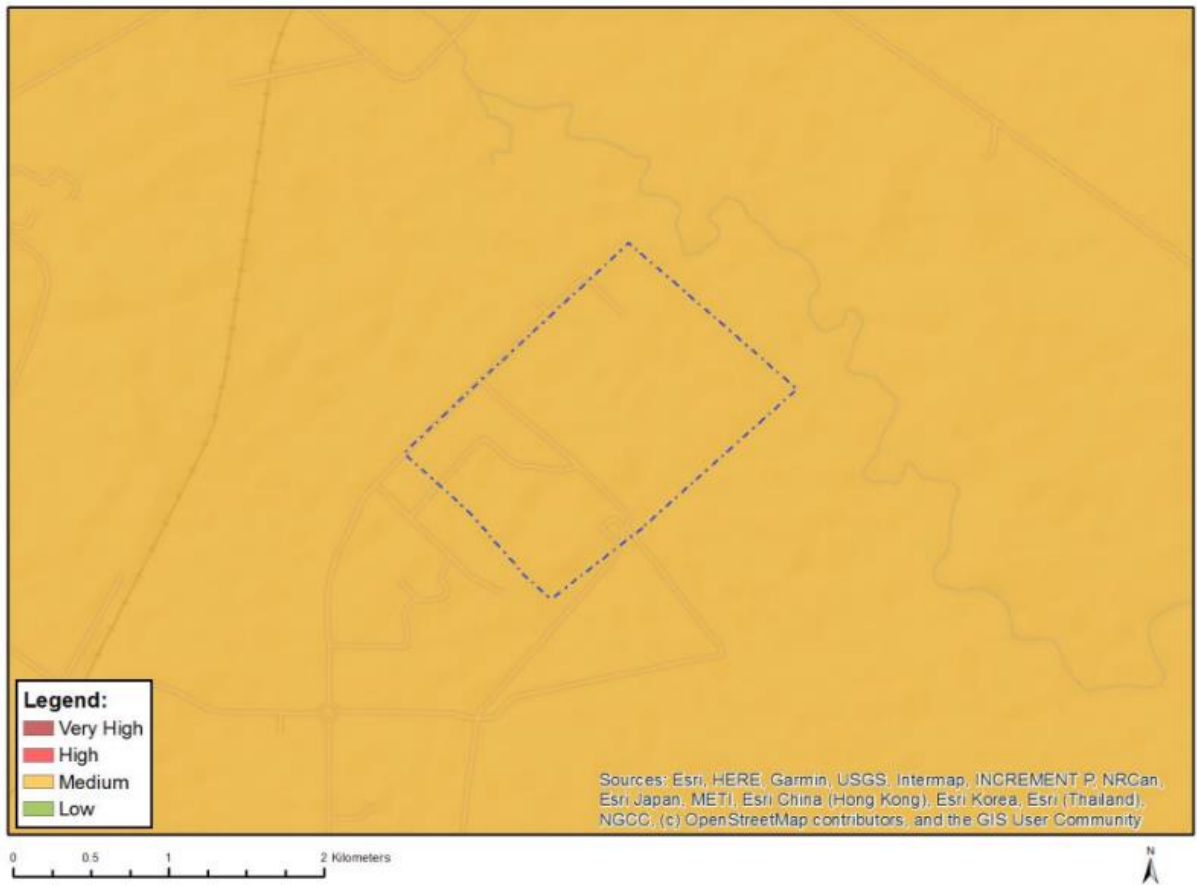 Legend:
Very High
High
Medium
Low
Sources: Esri, HERE, Garmin, USGS, Intermap, INCREMENT P, NRCan,
Esri Japan, METI, Esri China (Hong Kong), Esri Korea, Esri (Thailand),
NGCC, (c) OpenStreetMap contributors, and the GIS User Community
0 0.5 1 2 Kilometers
N